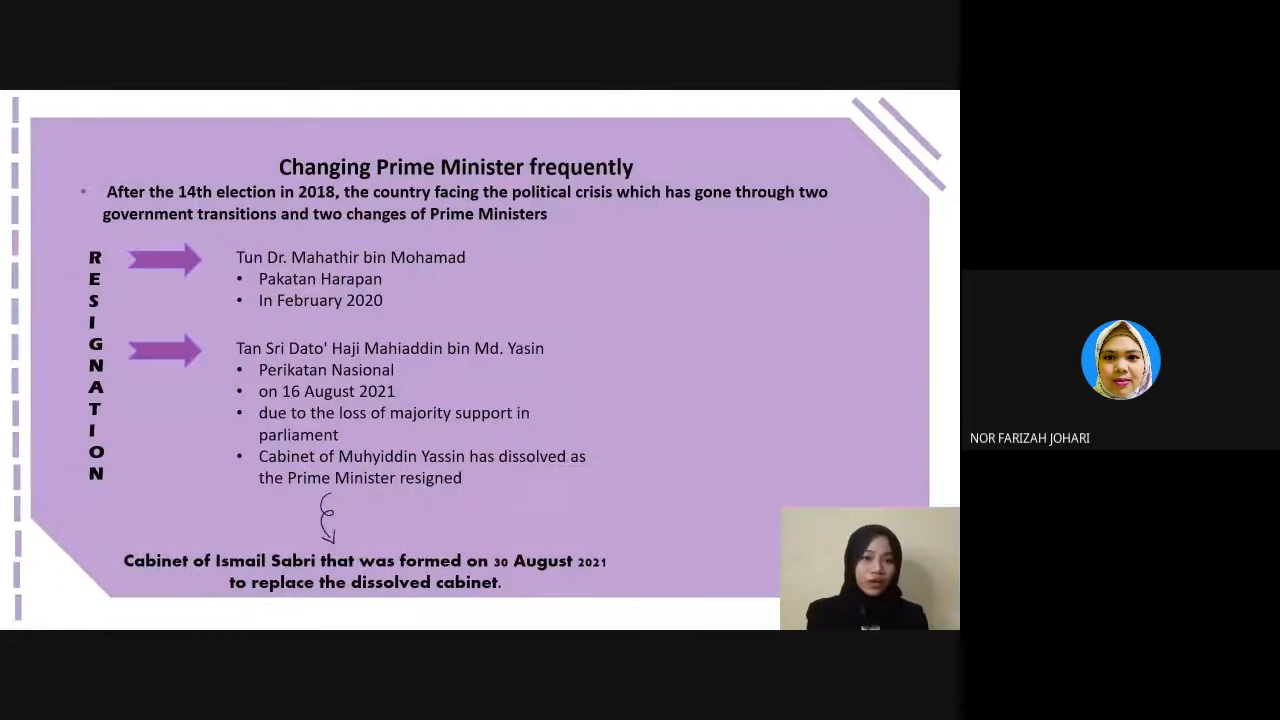 Changing Prime Minister frequently
After the 14th election in 2018, the country facing the political crisis which has gone through two
government transitions and two changes of Prime Ministers
RESIGNATION
Tun Dr. Mahathir bin Mohamad
• Pakatan Harapan
• In February 2020
Tan Sri Dato' Haji Mahiaddin bin Md. Yasin
• Perikatan Nasional
• on 16 August 2021
• due to the loss of majority support in
parliament
• Cabinet of Muhyiddin Yassin has dissolved as
the Prime Minister resigned
Cabinet of Ismail Sabri that was formed on 30 August 2021
to replace the dissolved cabinet.
NOR FARIZAH JOHARI